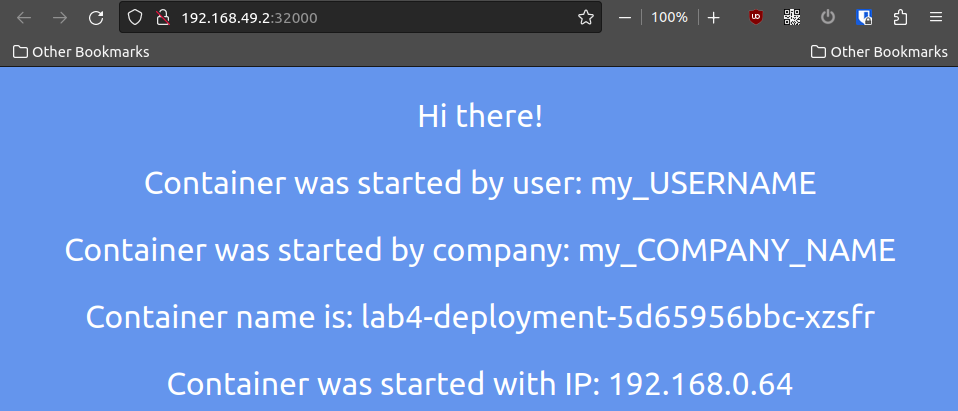 192.168.49.2:32000
100%
Other Bookmarks
Other Bookmarks
Hi there!
Container was started by user: my_USERNAME
Container was started by company: my_COMPANY_NAME
Container name is: lab4-deployment-5d65956bbc-xzsfr
Container was started with IP: 192.168.0.64